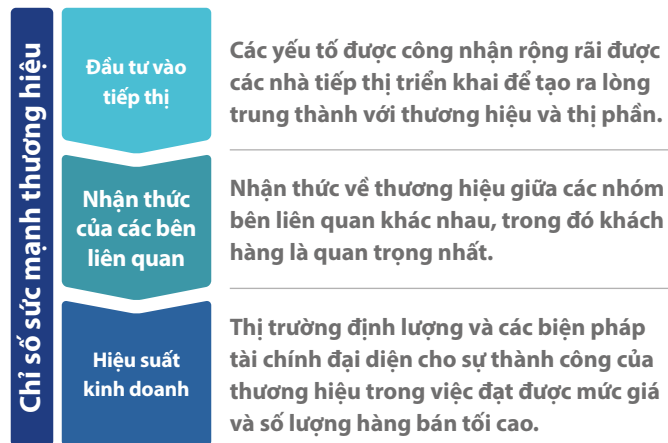 Chỉ số sức mạnh thương hiệu
Đầu tư vào
tiếp thị
Các yếu tố được công nhận rộng rãi được
các nhà tiếp thị triển khai để tạo ra lòng
trung thành với thương hiệu và thị phần.
Nhận thức
của các bên
liên quan
Nhận thức về thương hiệu giữa các nhóm
bên liên quan khác nhau, trong đó khách
hàng là quan trọng nhất.
Hiệu suất
kinh doanh
Thị trường định lượng và các biện pháp
tài chính đại diện cho sự thành công của
thương hiệu trong việc đạt được mức giá
và số lượng hàng bán tối cao.